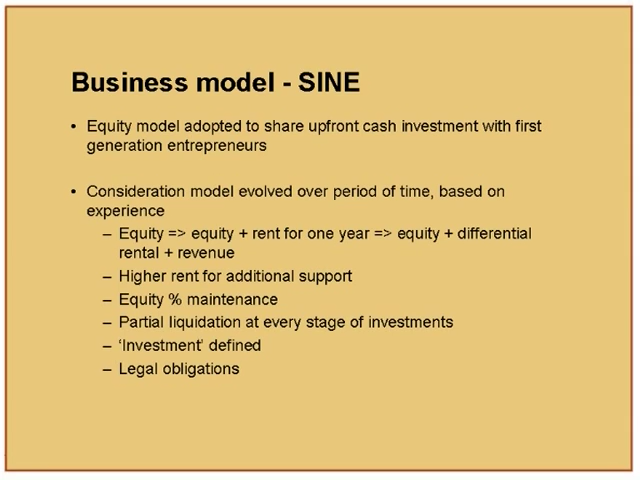 Business model - SINE
• Equity model adopted to share upfront cash investment with first
generation entrepreneurs
• Consideration model evolved over period of time, based on
experience
– Equity => equity + rent for one year => equity + differential
rental + revenue
– Higher rent for additional support
– Equity % maintenance
– Partial liquidation at every stage of investments
– ‘Investment’ defined
– Legal obligations